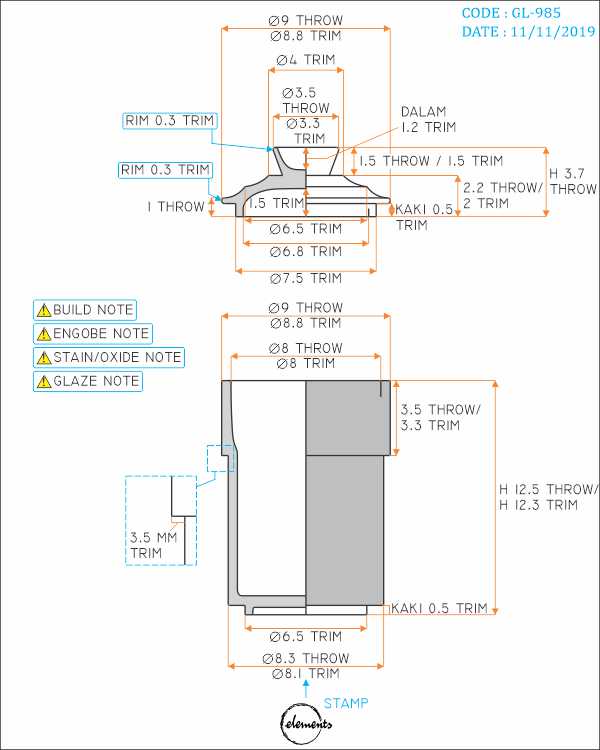 CODE : GL-985
DATE : 11/11/2019
Ø9 THROW
Ø8.8 TRIM
Ø4 TRIM
Ø3.5
THROW
Ø3.3
TRIM
DALAM
1.2 TRIM
RIM 0.3 TRIM
1.5 THROW / 1.5 TRIM
RIM 0.3 TRIM
H 3.7
THROW
2.2 THROW/
2 TRIM
1 THROW
1.5 TRIM
KAKI 0.5
TRIM
Ø6.5 TRIM
Ø6.8 TRIM
Ø7.5 TRIM
BUILD NOTE
ENGOBE NOTE
STAIN/OXIDE NOTE
GLAZE NOTE
Ø9 THROW
Ø8.8 TRIM
Ø8 THROW
Ø8 TRIM
3.5 THROW/
3.3 TRIM
H 12.5 THROW/
H 12.3 TRIM
3.5 MM
TRIM
KAKI 0.5 TRIM
Ø6.5 TRIM
Ø8.3 THROW
Ø8.1 TRIM
STAMP
elements